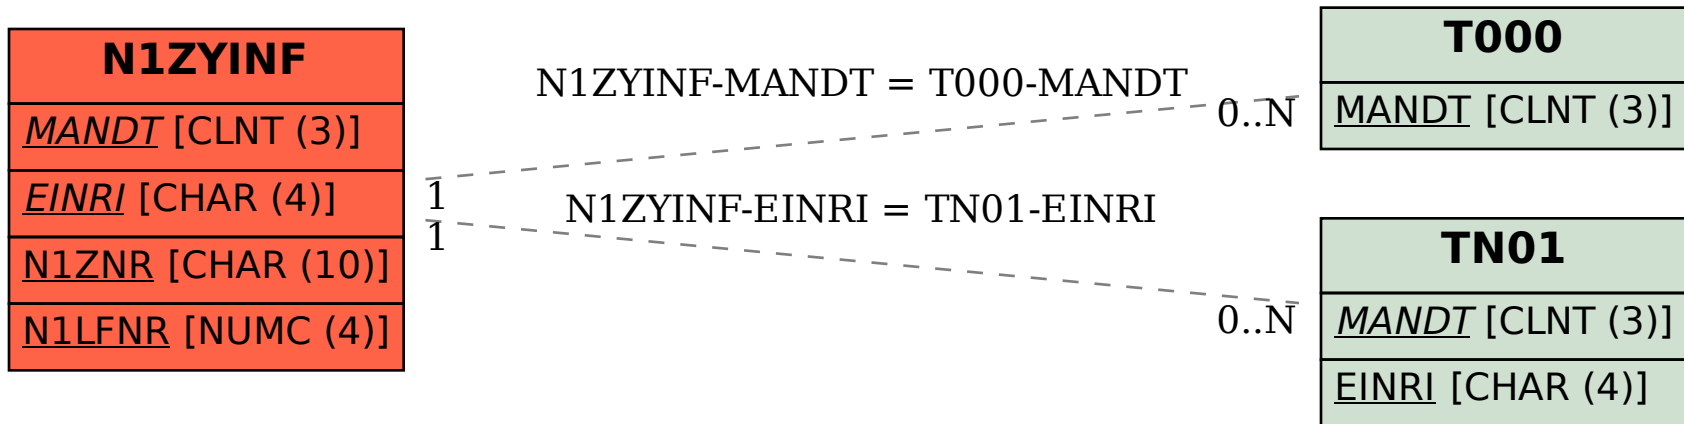 N1ZYINF
MANDT [CLNT (3)]
EINRI [CHAR (4)]
N1ZNR [CHAR (10)]
N1LFNR [NUMC (4)]
N1ZYINF-MANDT = T000-MANDT
0..N
1
N1ZYINF-EINRI = TN01-EINRI
1
0..N
T000
MANDT [CLNT (3)]
TN01
MANDT [CLNT (3)]
EINRI [CHAR (4)]